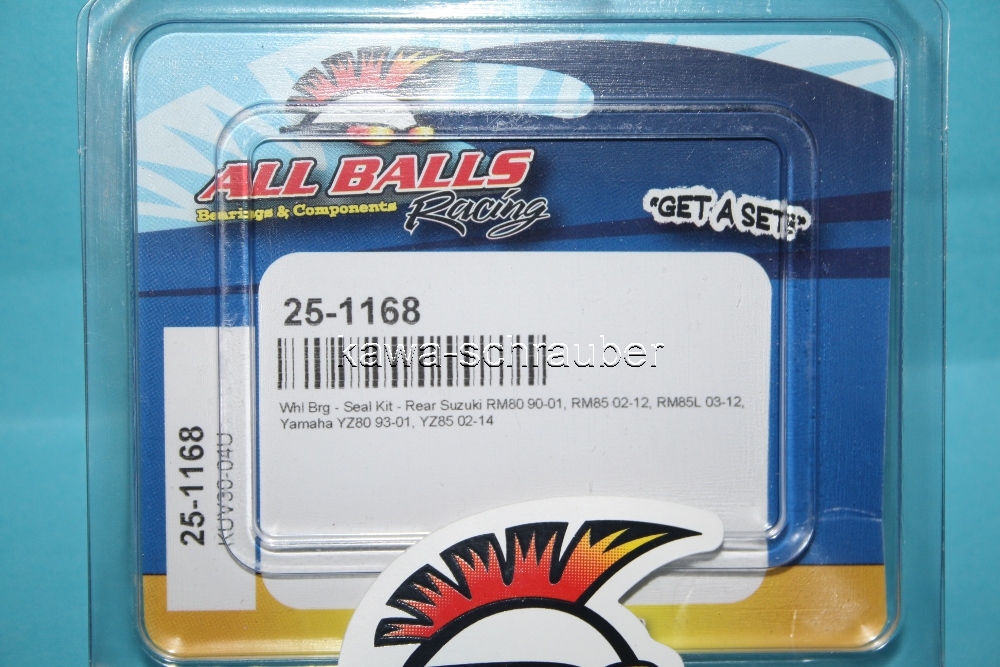 ALL BALLS
Bearings & Components
Racing
"GET A SET!"
25-1168
kawa-schrauber
Whl Brg - Seal Kit - Rear Suzuki RM80 90-01, RM85 02-12, RM85L 03-12,
Yamaha YZ80 93-01, YZ85 02-14
25-1168
KUV30-04U